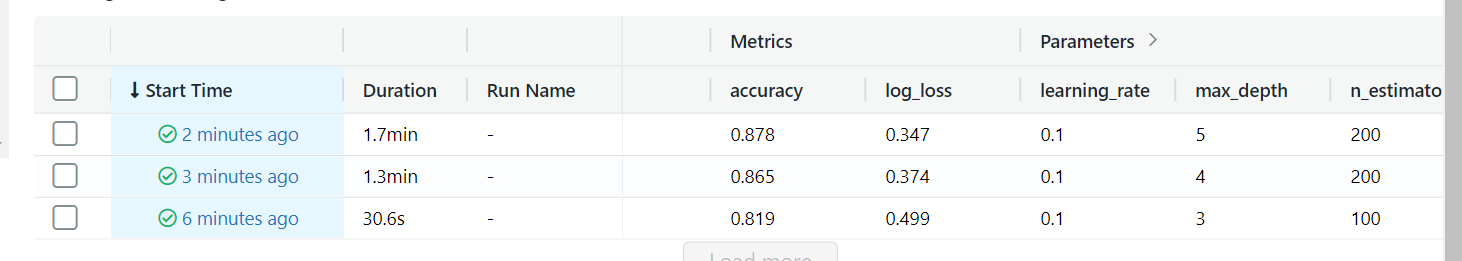 Metrics Parameters
Start Time Duration Run Name accuracy log_loss learning_rate max_depth n_estimato
2 minutes ago 1.7min - 0.878 0.347 0.1 5 200
3 minutes ago 1.3min - 0.865 0.374 0.1 4 200
6 minutes ago 30.6s - 0.819 0.499 0.1 3 100
Load more